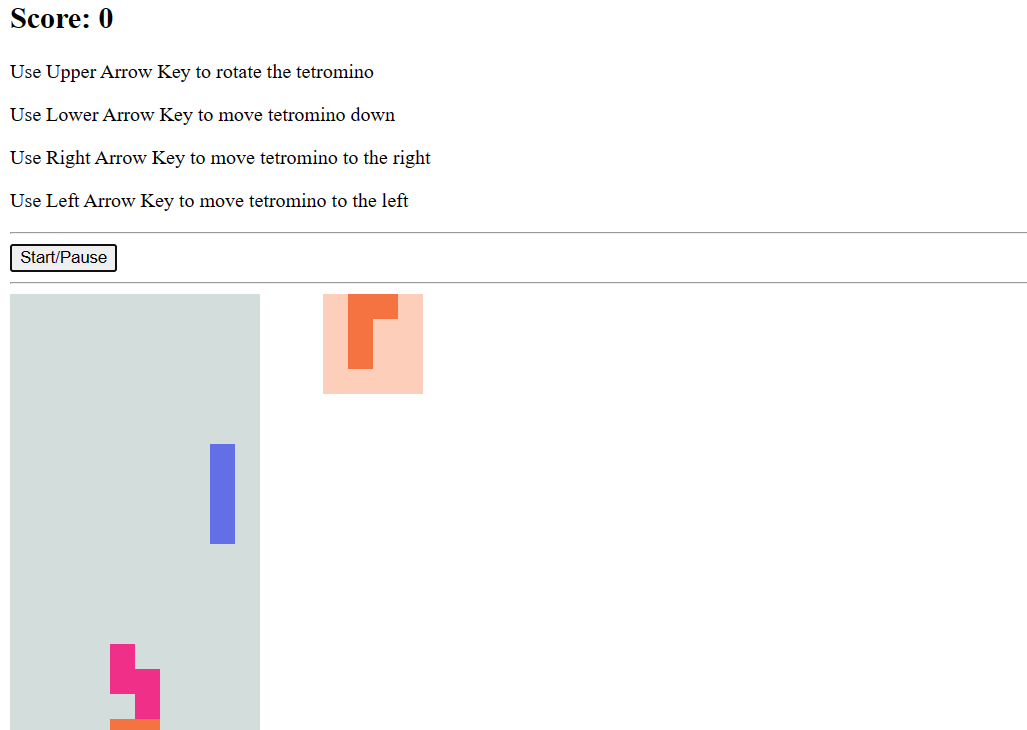 Score: 0
Use Upper Arrow Key to rotate the tetromino
Use Lower Arrow Key to move tetromino down
Use Right Arrow Key to move tetromino to the right
Use Left Arrow Key to move tetromino to the left
Start/Pause